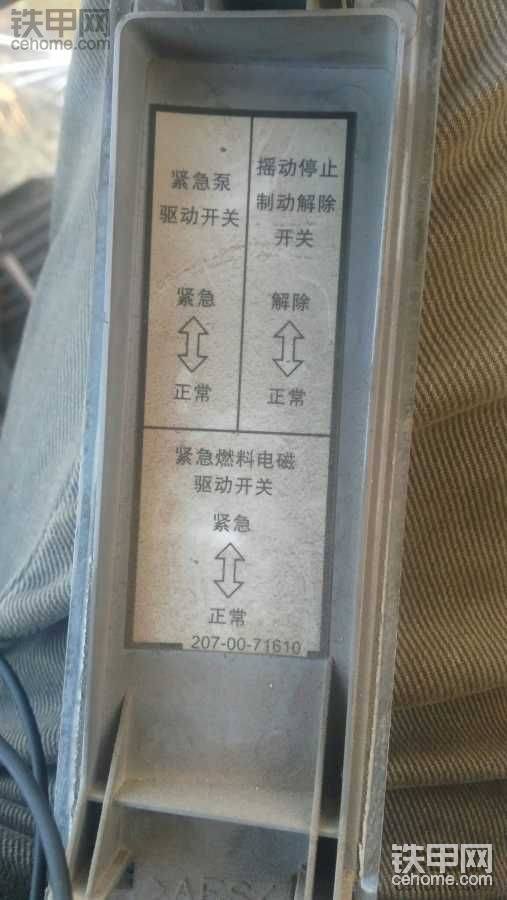 铁甲网
cehome.com
紧急泵
驱动开关
紧急
正常
摇动停止
制动解除
开关
解除
正常
紧急燃料电磁
驱动开关
紧急
正常
207-00-71610
铁甲网
www.cehome.com